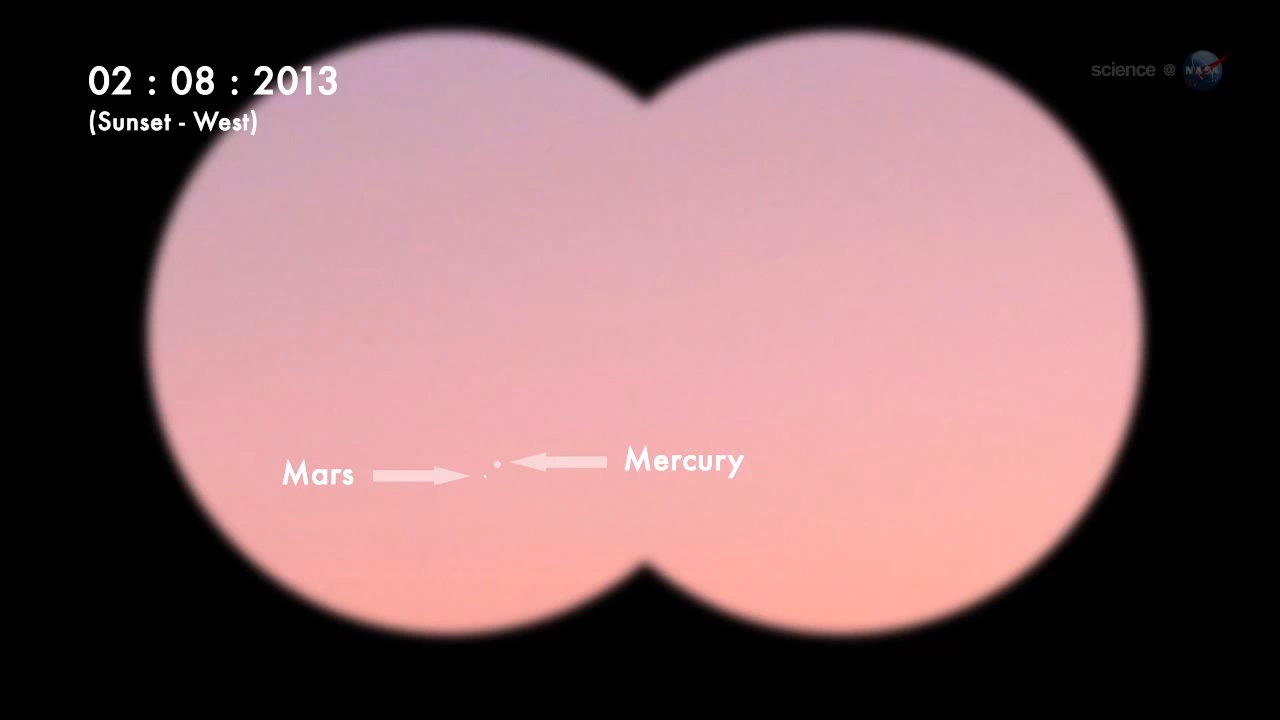 02 : 08 : 2013
(Sunset - West)
science @ NASA
Mars
Mercury